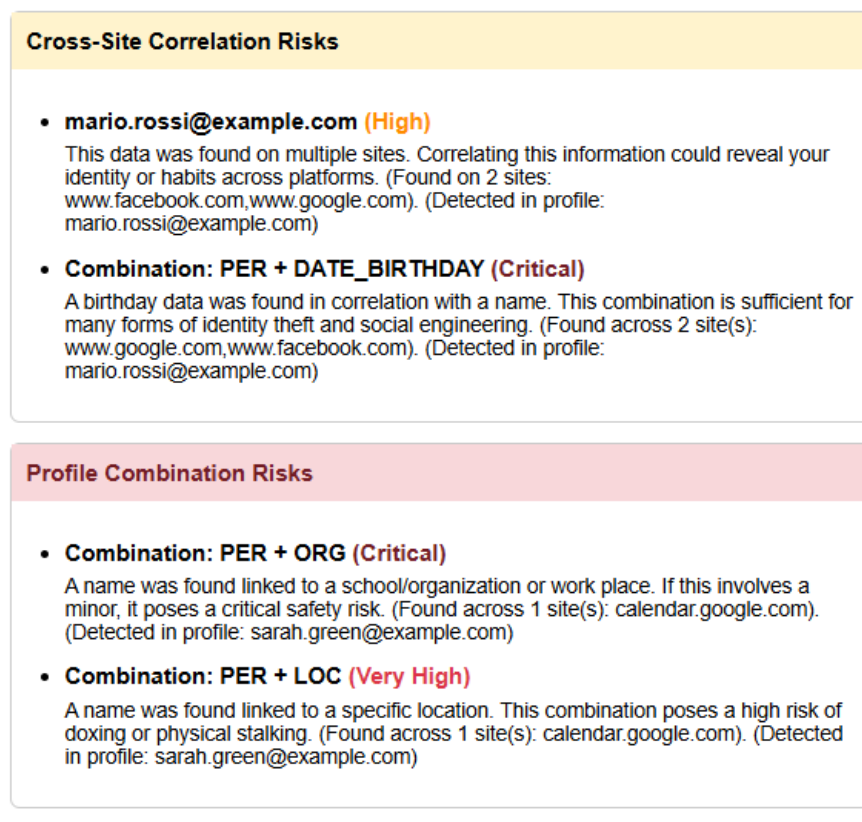 Cross-Site Correlation Risks
• mario.rossi@example.com (High)
This data was found on multiple sites. Correlating this information could reveal your
identity or habits across platforms. (Found on 2 sites:
www.facebook.com,www.google.com). (Detected in profile:
mario.rossi@example.com)
• Combination: PER + DATE_BIRTHDAY (Critical)
A birthday data was found in correlation with a name. This combination is sufficient for
many forms of identity theft and social engineering. (Found across 2 site(s):
www.google.com,www.facebook.com). (Detected in profile:
mario.rossi@example.com)
Profile Combination Risks
• Combination: PER + ORG (Critical)
A name was found linked to a school/organization or work place. If this involves a
minor, it poses a critical safety risk. (Found across 1 site(s): calendar.google.com).
(Detected in profile: sarah.green@example.com)
• Combination: PER + LOC (Very High)
A name was found linked to a specific location. This combination poses a high risk of
doxing or physical stalking. (Found across 1 site(s): calendar.google.com). (Detected
in profile: sarah.green@example.com)